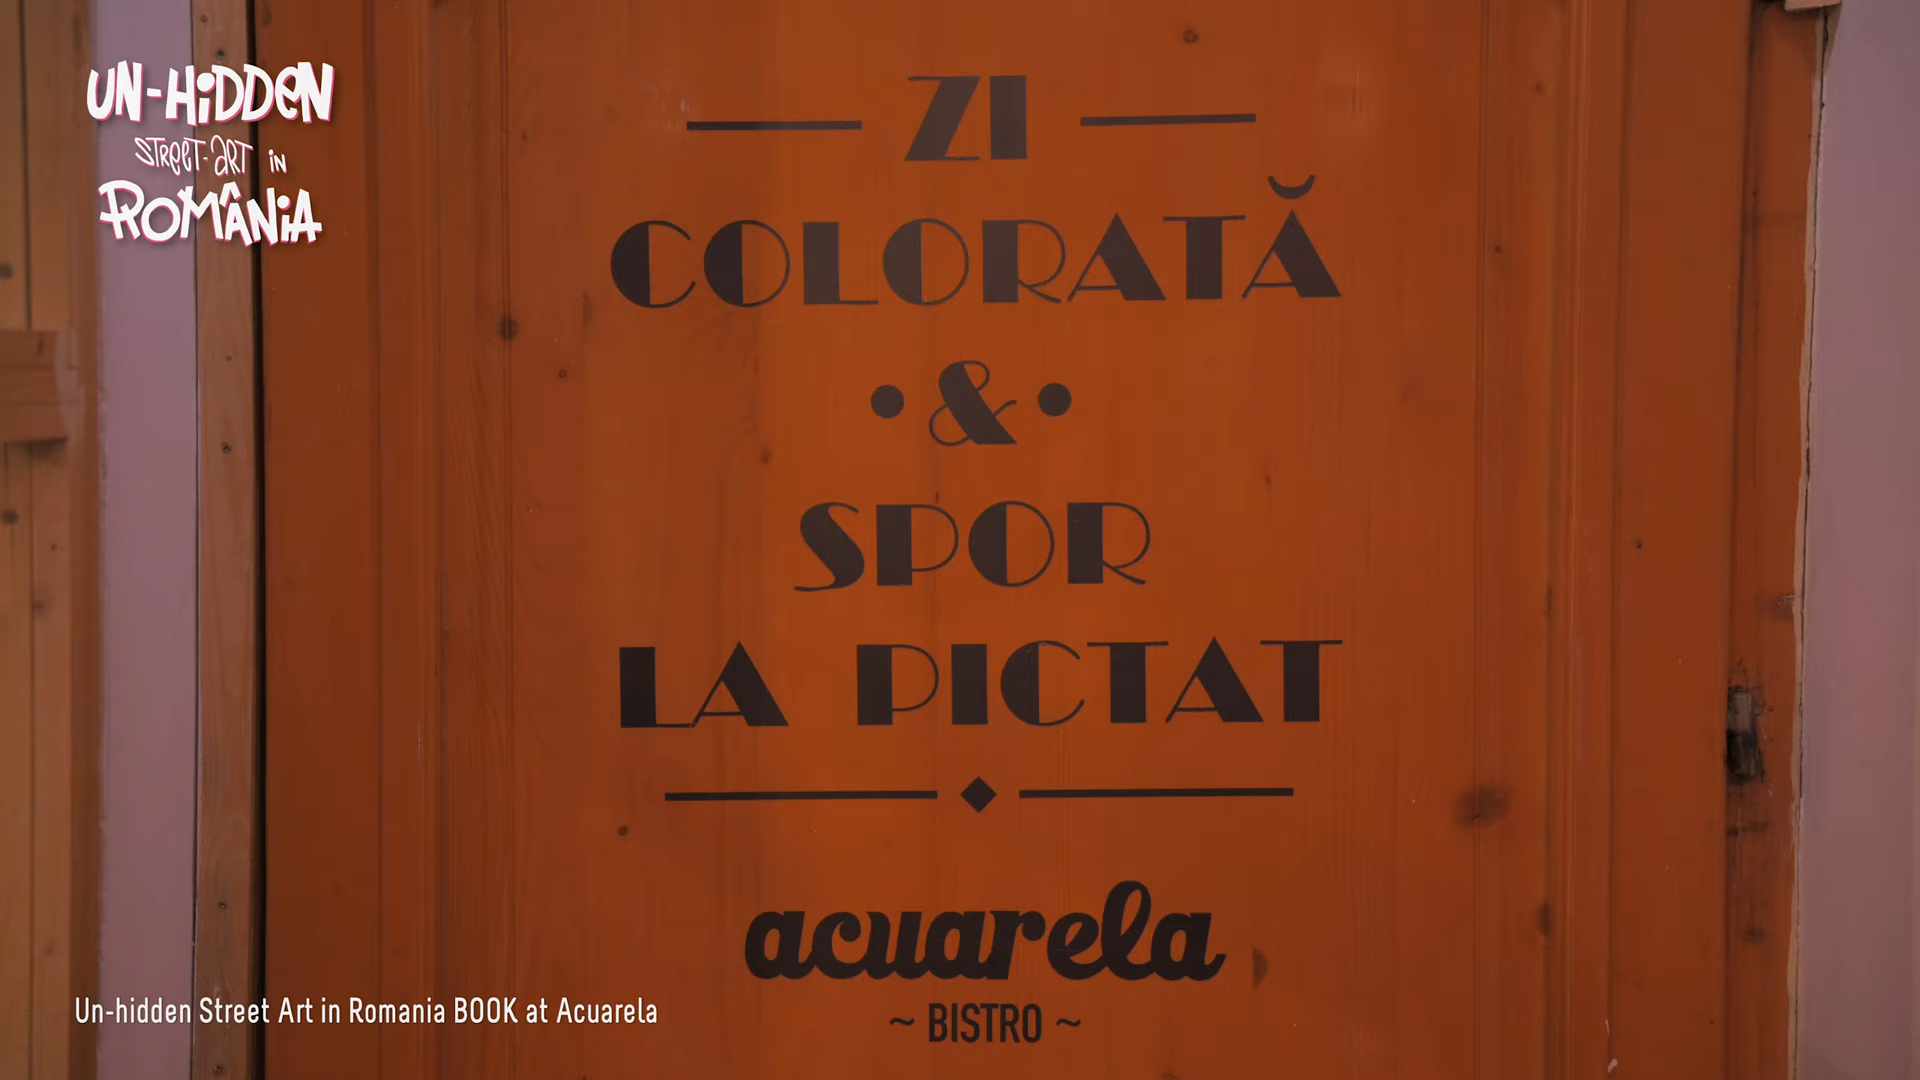 UN-HiDDeN
STReeT-ART iN
ROMÂNiA
ZI
COLORATĂ
&
SPOR
LA PICTAT
acuarela
~ BISTRO ~
Un-hidden Street Art in Romania BOOK at Acuarela